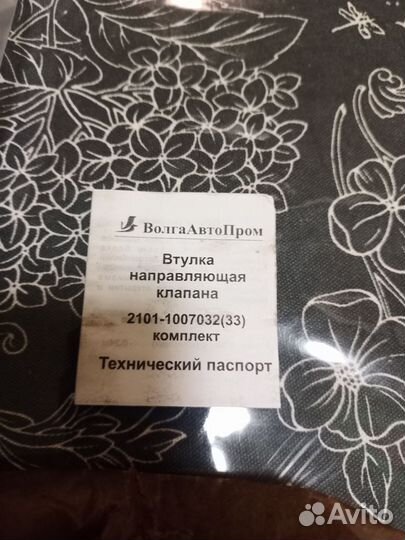 ВолгаАвтоПром
Втулка
направляющая
клапана
2101-1007032(33)
комплект
Технический паспорт
Avito